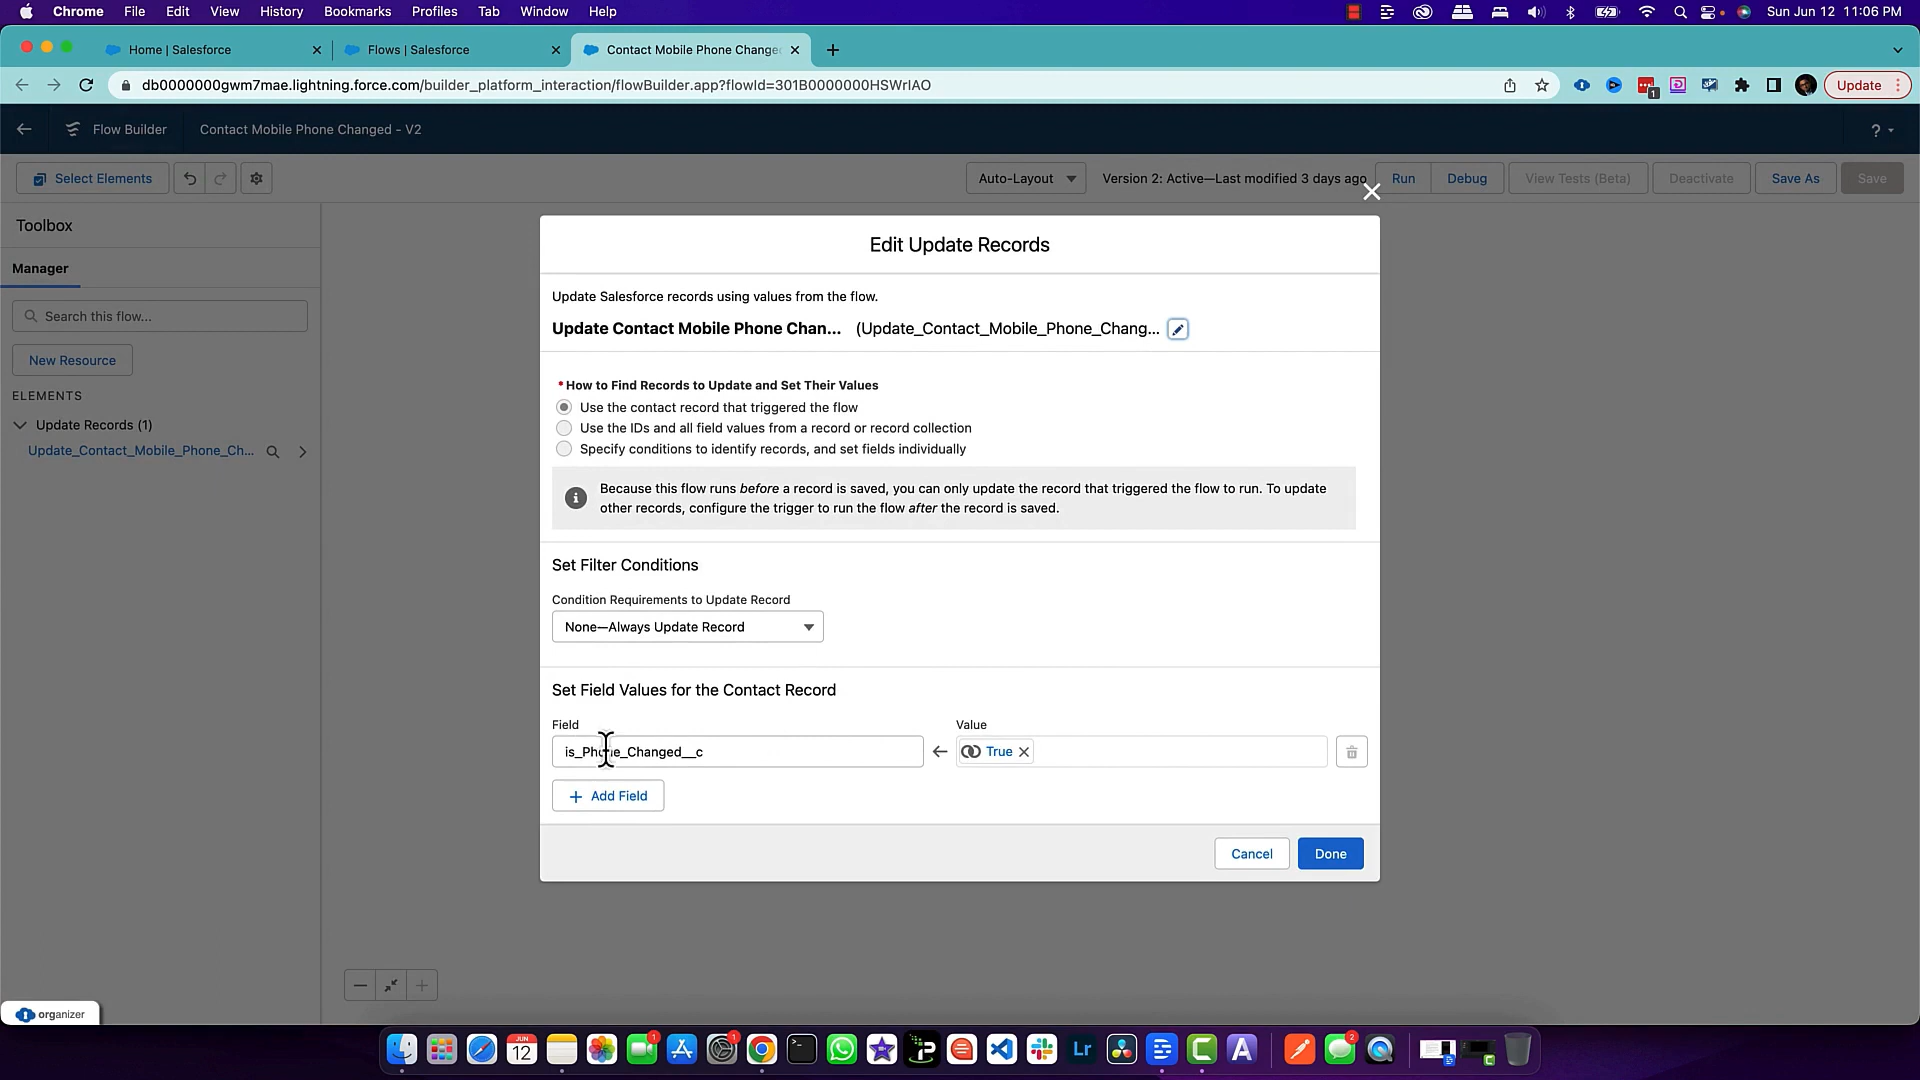 Chrome File Edit View History Bookmarks Profiles Tab Window Help Sun Jun 12 11:06 PM
Home | Salesforce Flows | Salesforce Contact Mobile Phone Change
db0000000gwm7mae.lightning.force.com/builder_platform_interaction/flowBuilder.app?flowId=301B0000000HSWrIAO 1 Update
Flow Builder Contact Mobile Phone Changed - V2 ?
Select Elements Auto-Layout Version 2: Active—Last modified 3 days ago Run Debug View Tests (Beta) Deactivate Save As Save
Toolbox
Manager
Search this flow...
New Resource
ELEMENTS
Update Records (1)
Update_Contact_Mobile_Phone_Ch...
Edit Update Records
Update Salesforce records using values from the flow.
Update Contact Mobile Phone Chan... (Update_Contact_Mobile_Phone_Chang...
*How to Find Records to Update and Set Their Values
Use the contact record that triggered the flow
Use the IDs and all field values from a record or record collection
Specify conditions to identify records, and set fields individually
Because this flow runs before a record is saved, you can only update the record that triggered the flow to run. To update
other records, configure the trigger to run the flow after the record is saved.
Set Filter Conditions
Condition Requirements to Update Record
None—Always Update Record
Set Field Values for the Contact Record
Field Value
is_Phone_Changed__c True
+ Add Field
Cancel Done
organizer
JUN
12 1 1 Lr 2